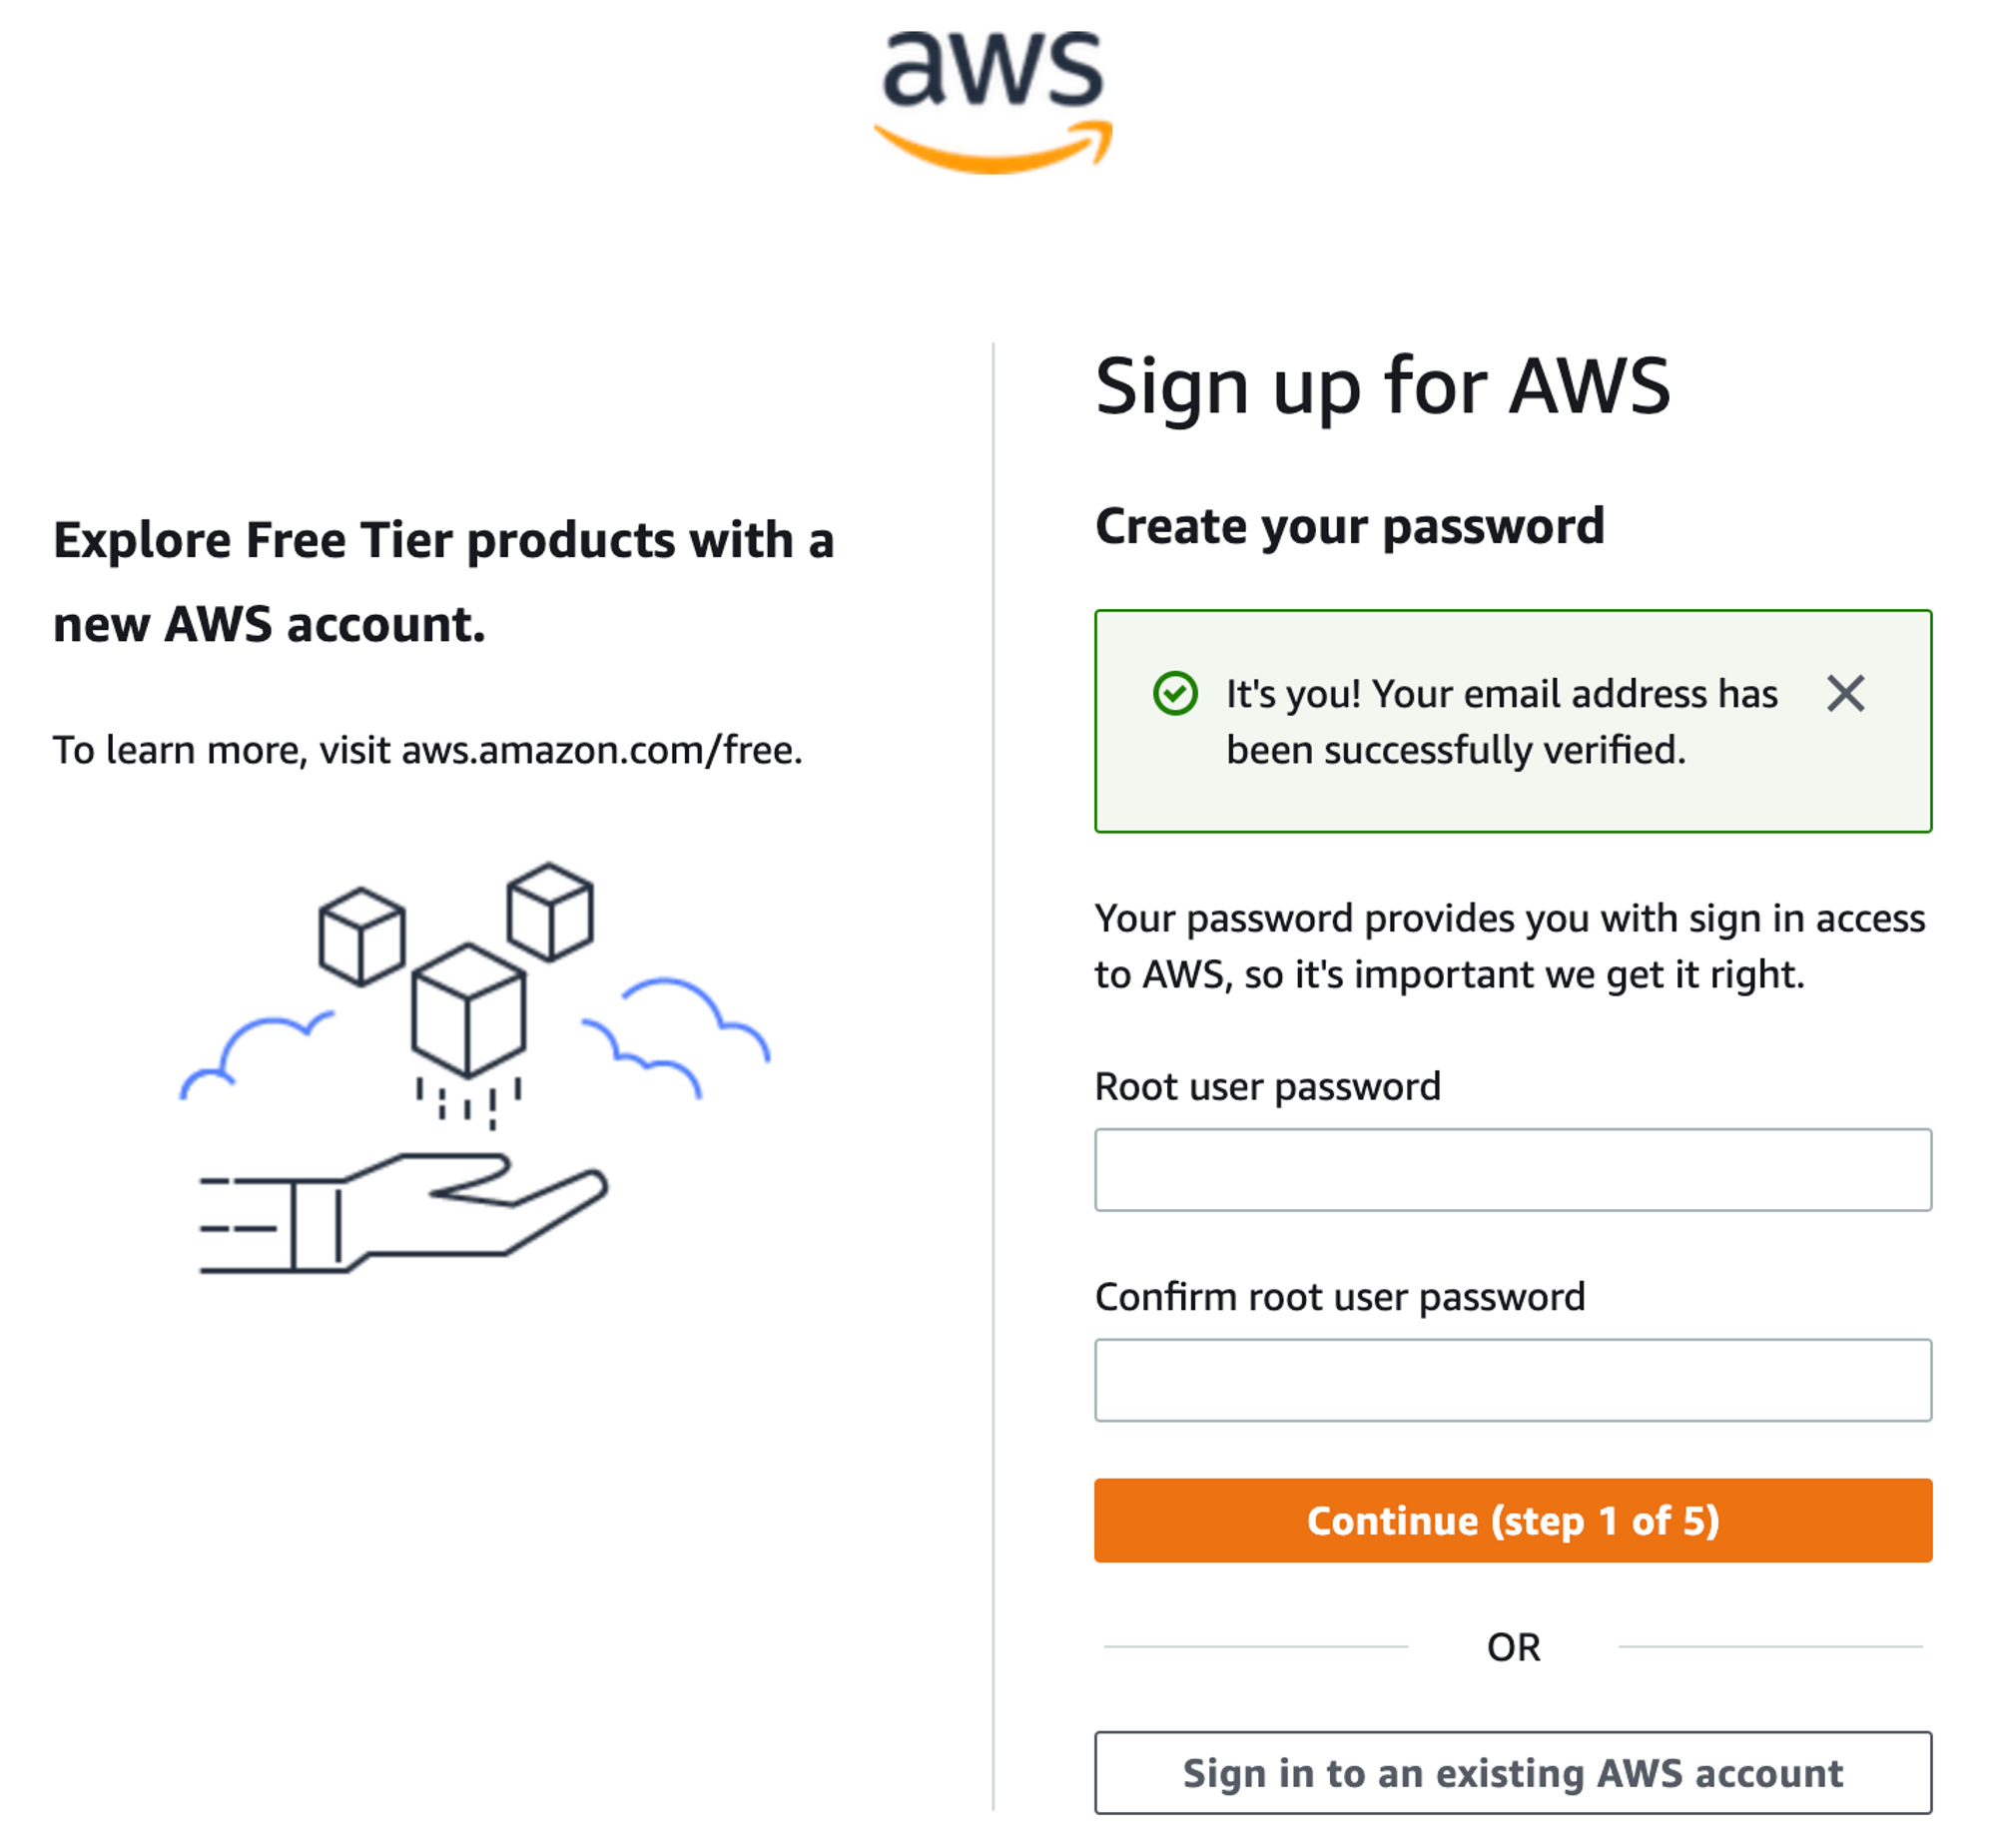 aws
Explore Free Tier products with a
new AWS account.
To learn more, visit aws.amazon.com/free.
Sign up for AWS
Create your password
It's you! Your email address has
been successfully verified.
Your password provides you with sign in access
to AWS, so it's important we get it right.
Root user password
Confirm root user password
Continue (step 1 of 5)
OR
Sign in to an existing AWS account